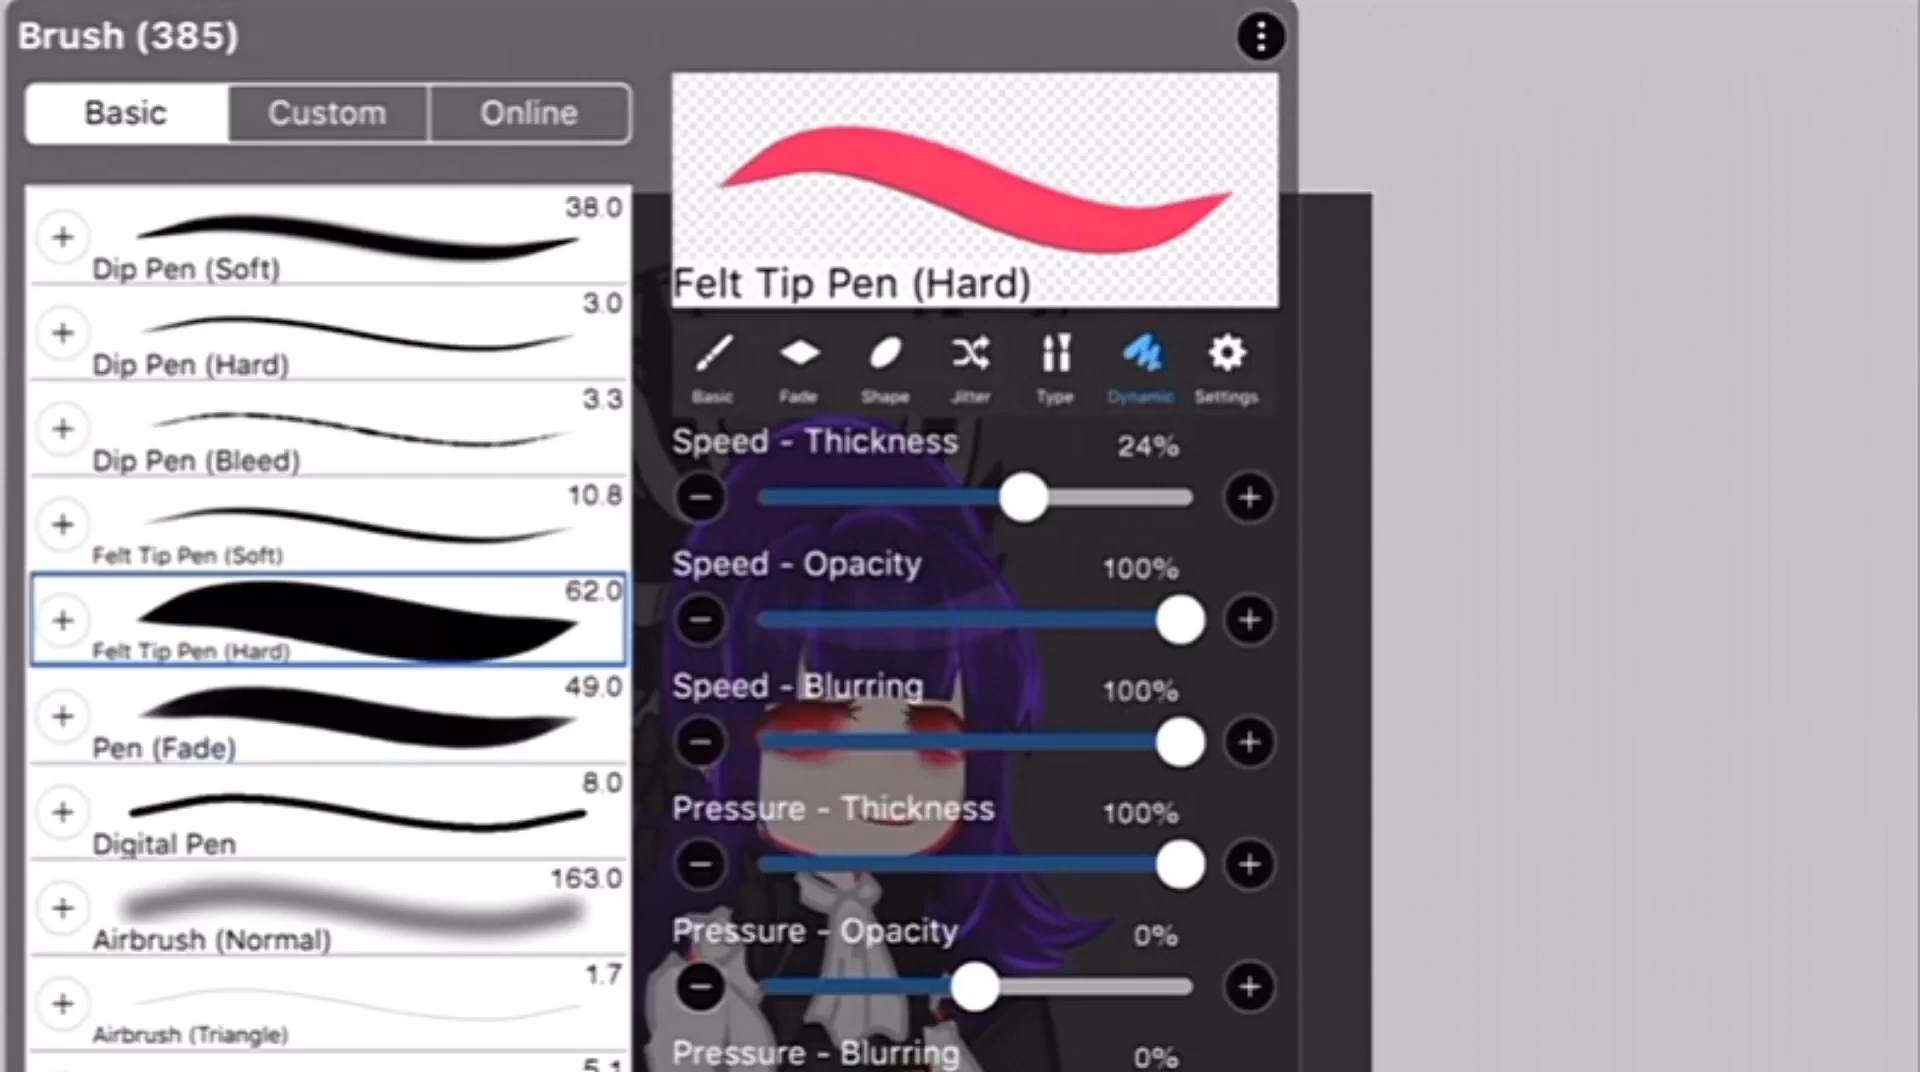 Brush (385)
Basic
Custom
Online
38.0
Dip Pen (Soft)
3.0
Dip Pen (Hard)
3.3
Dip Pen (Bleed)
10.8
Felt Tip Pen (Soft)
62.0
Felt Tip Pen (Hard)
49.0
Pen (Fade)
8.0
Digital Pen
163.0
Airbrush (Normal)
1.7
Airbrush (Triangle)
5.1
Felt Tip Pen (Hard)
Basic
Fade
Shape
Jitter
Type
Dynamic
Settings
Speed - Thickness
24%
Speed - Opacity
100%
Speed - Blurring
100%
Pressure - Thickness
100%
Pressure - Opacity
0%
Pressure - Blurring
0%